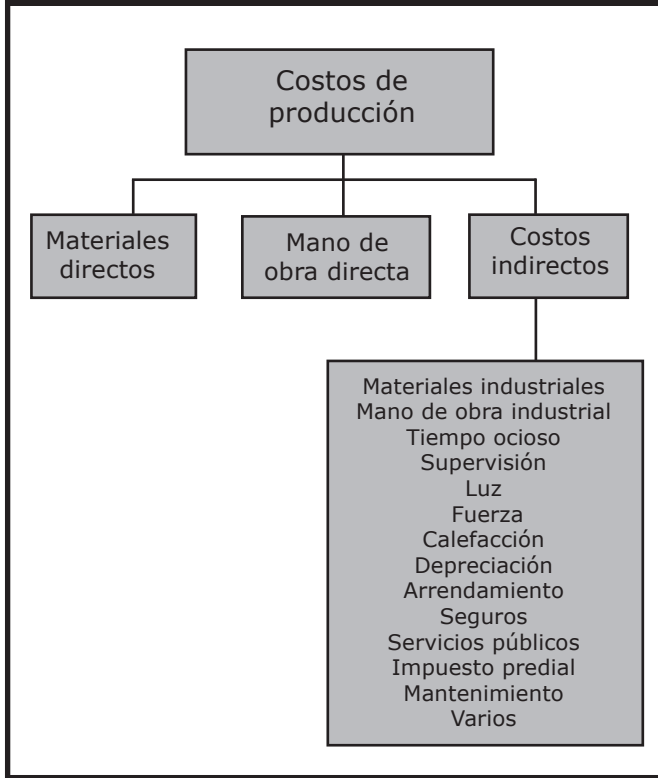 Costos de
producción
Materiales
directos
Mano de
obra directa
Costos
indirectos
Materiales industriales
Mano de obra industrial
Tiempo ocioso
Supervisión
Luz
Fuerza
Calefacción
Depreciación
Arrendamiento
Seguros
Servicios públicos
Impuesto predial
Mantenimiento
Varios